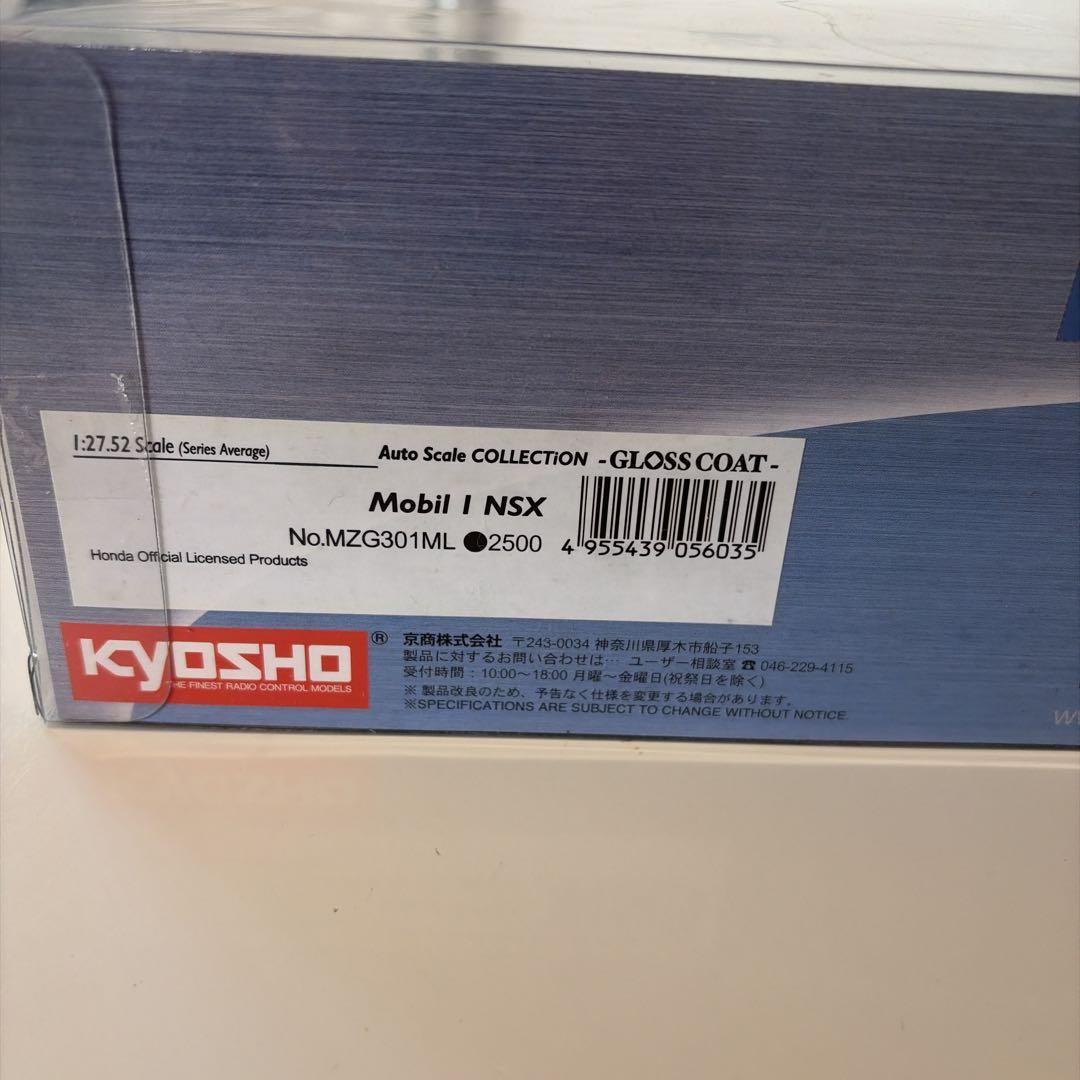 1:27.52 Scale (Series Average)
Auto Scale COLLECTiON -GLOSS COAT-
Mobil 1 NSX
No.MZG301ML ●2500
4 955439 056035
Honda Official Licensed Products
KYOSHO ®
THE FINEST RADIO CONTROL MODELS
京商株式会社 〒243-0034 神奈川県厚木市船子153
製品に対するお問い合わせは… ユーザー相談室 ☎ 046-229-4115
受付時間：10:00〜18:00 月曜〜金曜日(祝祭日を除く)
※ 製品改良のため、予告なく仕様を変更する場合があります。
※SPECIFICATIONS ARE SUBJECT TO CHANGE WITHOUT NOTICE.